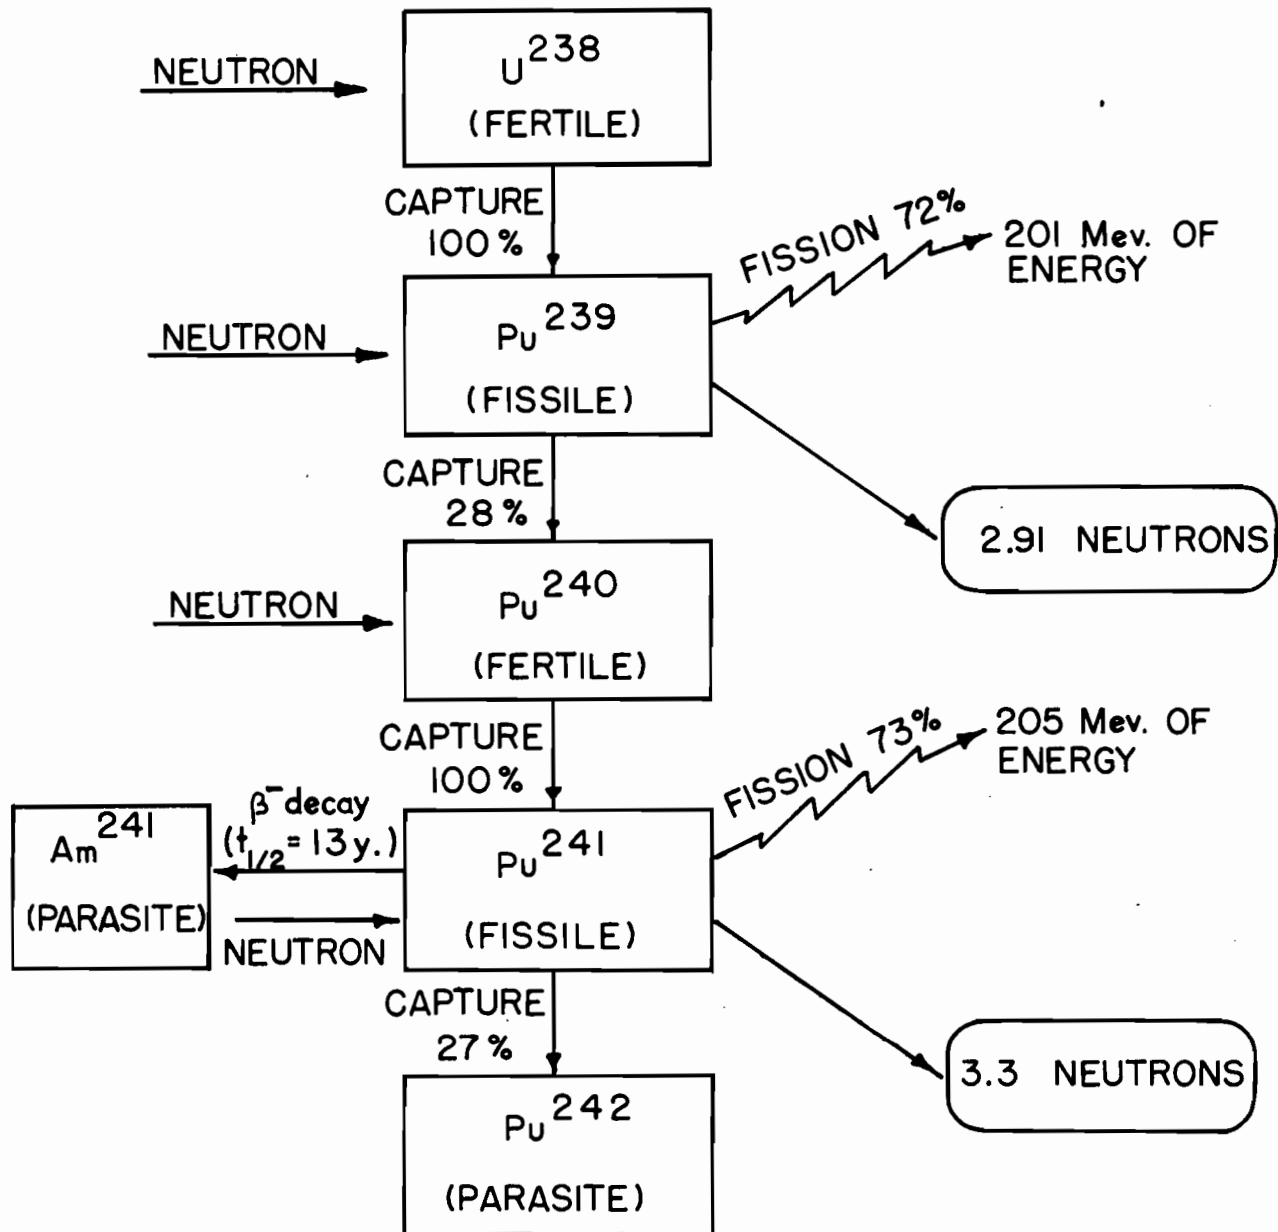 NEUTRON
U²³⁸
(FERTILE)
CAPTURE
100%
FISSION 72%
201 Mev. OF
ENERGY
NEUTRON
Pu²³⁹
(FISSILE)
CAPTURE
28%
2.91 NEUTRONS
NEUTRON
Pu²⁴⁰
(FERTILE)
CAPTURE
100%
FISSION 73%
205 Mev. OF
ENERGY
Am²⁴¹
(PARASITE)
β⁻ decay
(t₁/₂ = 13 y.)
NEUTRON
Pu²⁴¹
(FISSILE)
CAPTURE
27%
3.3 NEUTRONS
Pu²⁴²
(PARASITE)